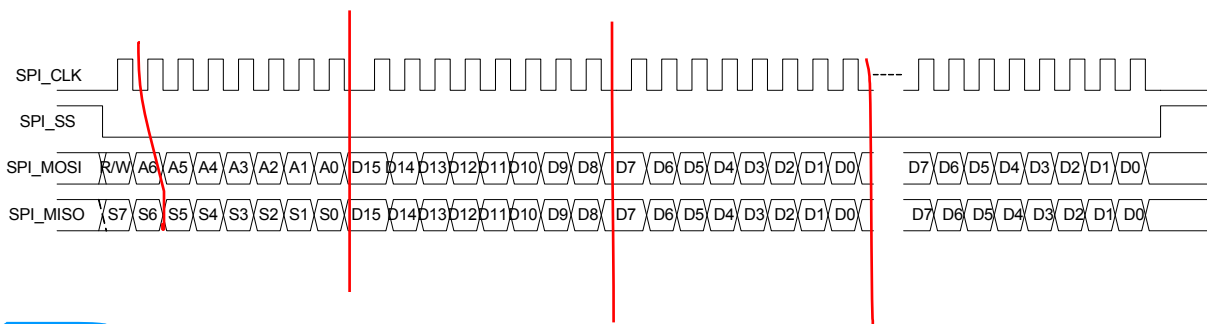 SPI_CLK
SPI_SS
SPI_MOSI R/W A6 A5 A4 A3 A2 A1 A0 D15 D14 D13 D12 D11 D10 D9 D8 D7 D6 D5 D4 D3 D2 D1 D0 D7 D6 D5 D4 D3 D2 D1 D0
SPI_MISO S7 S6 S5 S4 S3 S2 S1 S0 D15 D14 D13 D12 D11 D10 D9 D8 D7 D6 D5 D4 D3 D2 D1 D0 D7 D6 D5 D4 D3 D2 D1 D0